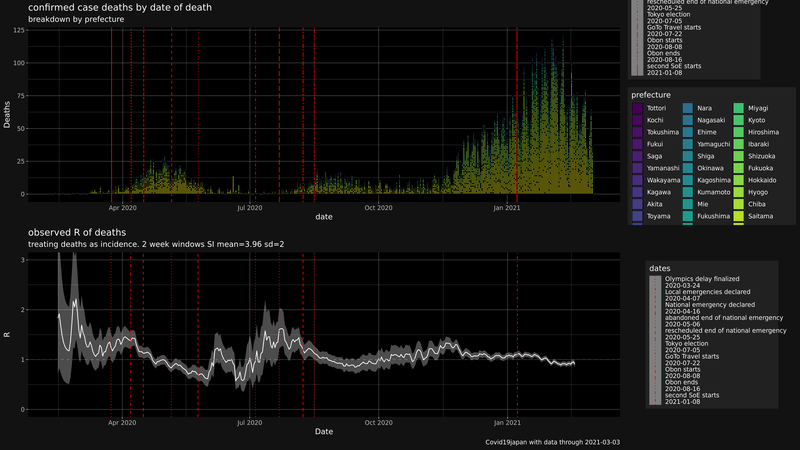 confirmed case deaths by date of death
breakdown by prefecture
125
100
75
50
25
0
Deaths
Apr 2020
Jul 2020
Oct 2020
Jan 2021
date
rescheduled end of national emergency
2020-05-25
Tokyo election
2020-07-05
GoTo Travel starts
2020-07-22
Obon starts
2020-08-08
Obon ends
2020-08-16
second SoE starts
2021-01-08
prefecture
Tottori Nara Miyagi
Kochi Nagasaki Kyoto
Tokushima Ehime Hiroshima
Fukui Yamaguchi Ibaraki
Saga Shiga Shizuoka
Yamanashi Okinawa Fukuoka
Wakayama Kagoshima Hokkaido
Kagawa Kumamoto Hyogo
Akita Mie Chiba
Toyama Fukushima Saitama
observed R of deaths
treating deaths as incidence. 2 week windows SI mean=3.96 sd=2
3
2
1
0
R
Apr 2020
Jul 2020
Oct 2020
Jan 2021
Date
dates
Olympics delay finalized
2020-03-24
Local emergencies declared
2020-04-07
National emergency declared
2020-04-16
abandoned end of national emergency
2020-05-06
rescheduled end of national emergency
2020-05-25
Tokyo election
2020-07-05
GoTo Travel starts
2020-07-22
Obon starts
2020-08-08
Obon ends
2020-08-16
second SoE starts
2021-01-08
Covid19japan with data through 2021-03-03